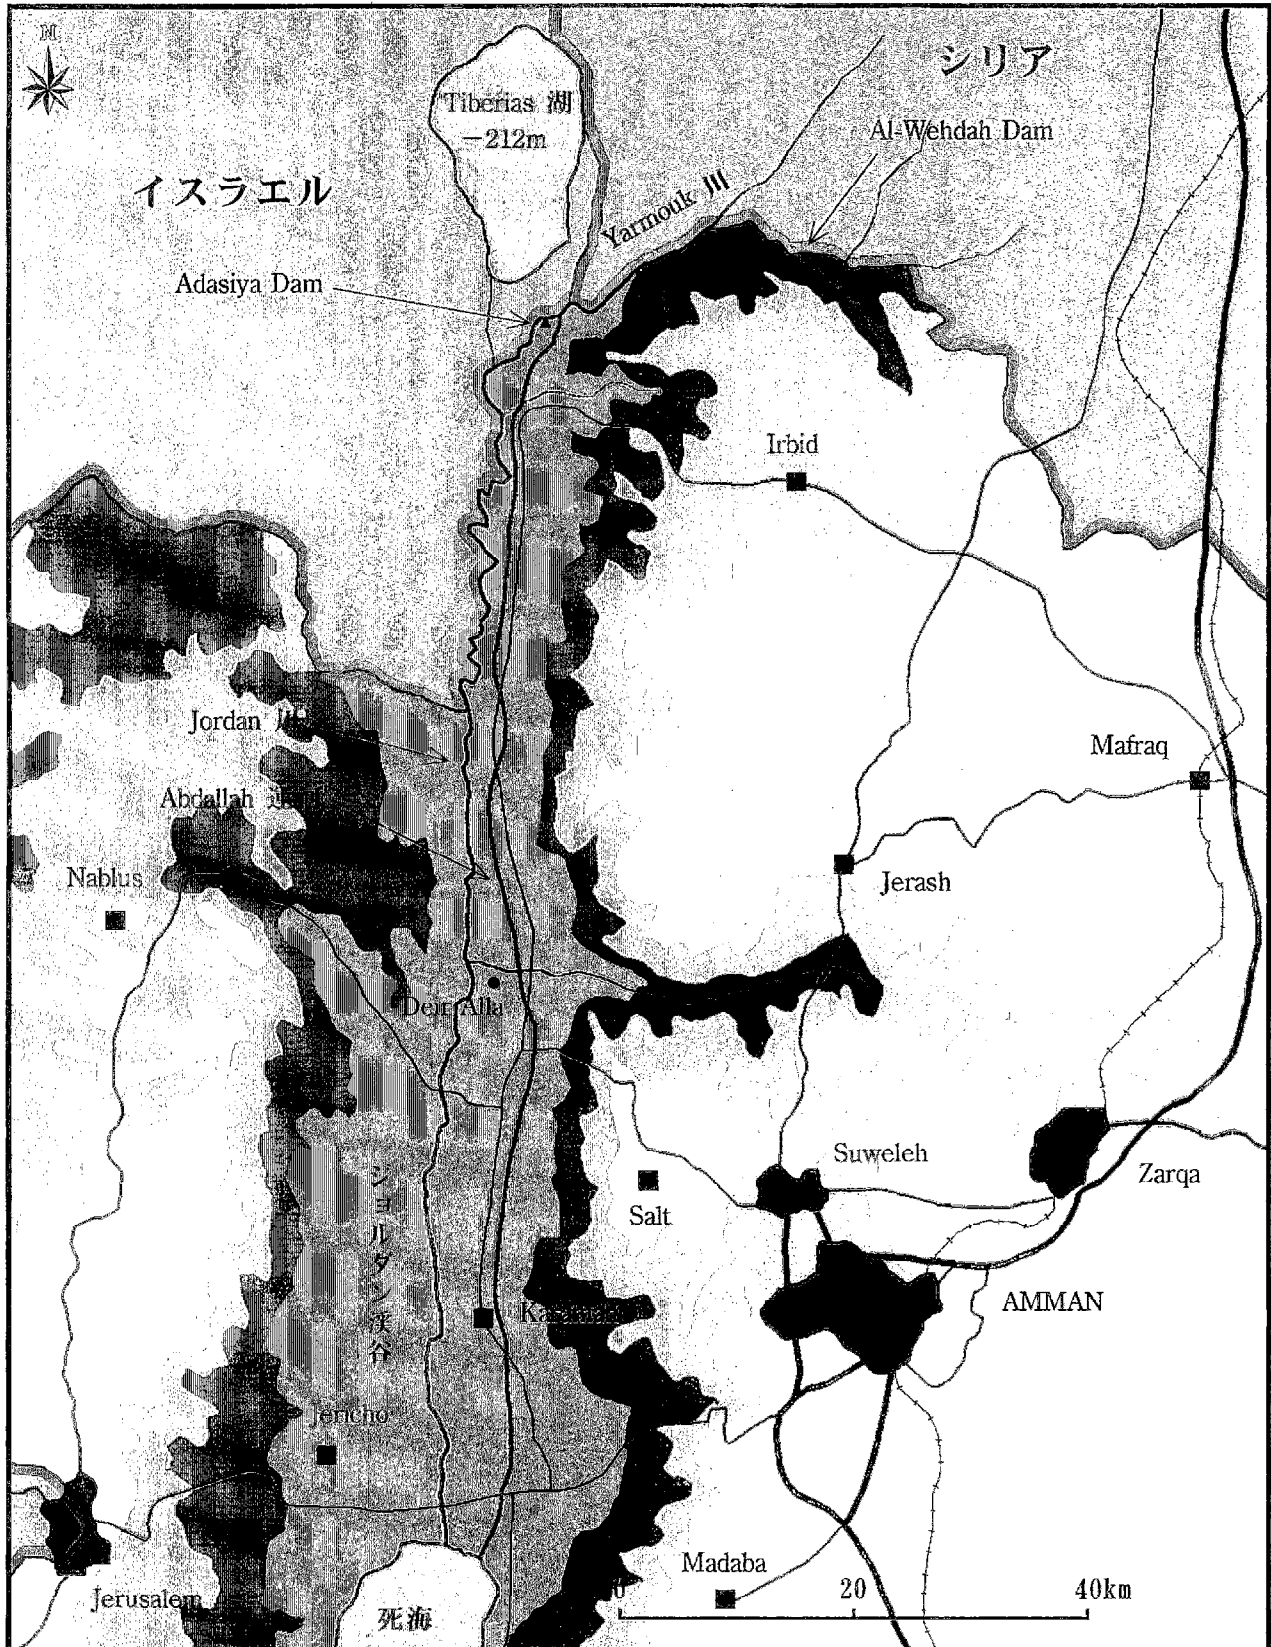 N
シリア
Tiberias 湖
－212m
Al-Wehdah Dam
イスラエル
Yarmouk 川
Adasiya Dam
Irbid
Jordan 川
Mafraq
Abdallah
Nablus
Jerash
Deir Alla
Suweleh
Zarqa
ジョルダン渓谷
Salt
AMMAN
Jericho
Madaba
0 20 40km
Jerusalem
死海